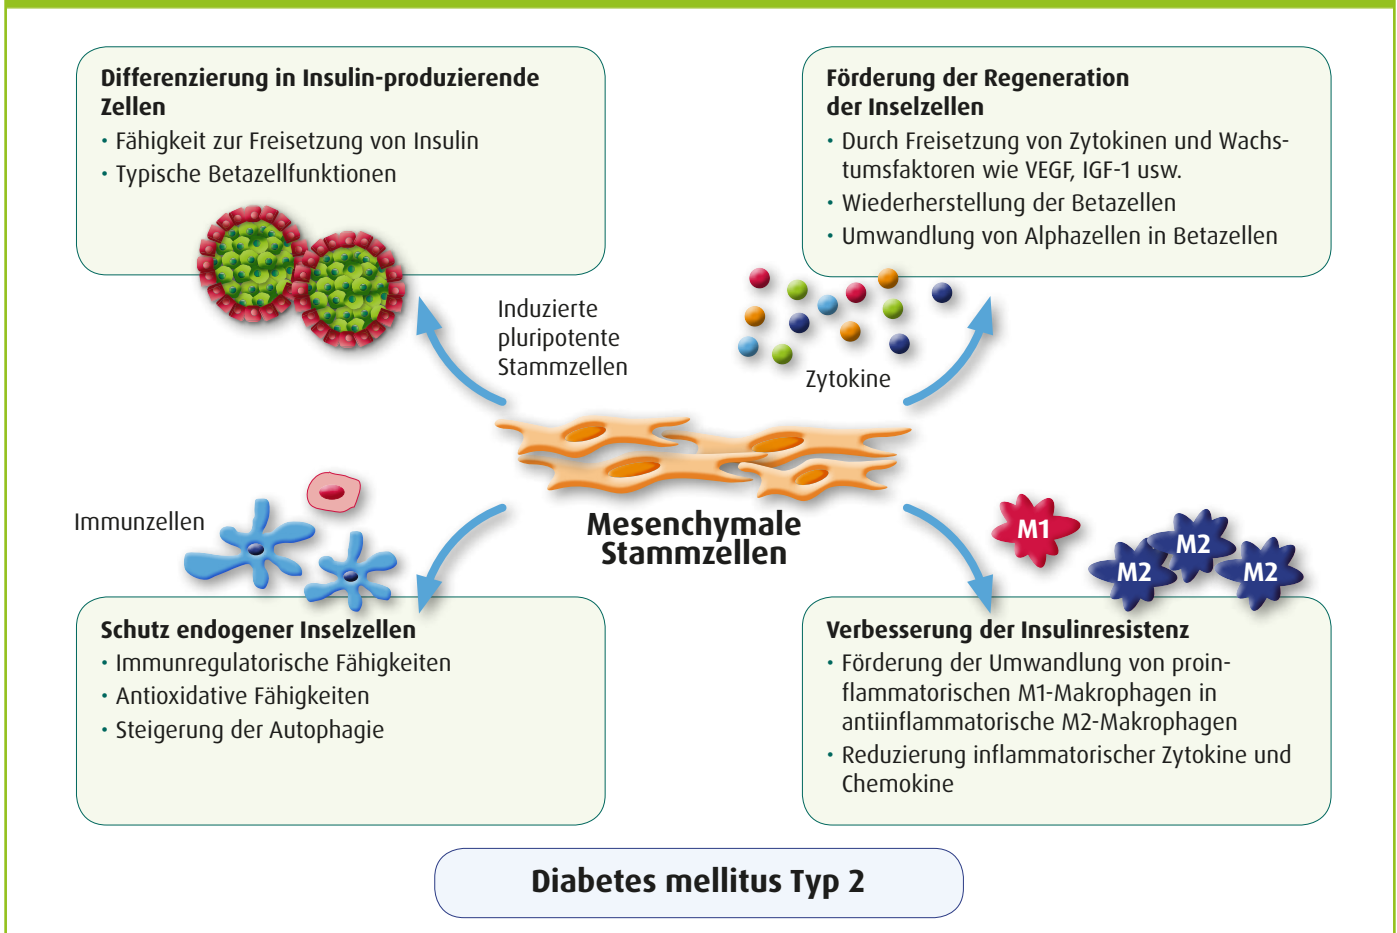 Differenzierung in Insulin-produzierende
Zellen
• Fähigkeit zur Freisetzung von Insulin
• Typische Betazellfunktionen
Förderung der Regeneration
der Inselzellen
• Durch Freisetzung von Zytokinen und Wachs-
tumsfaktoren wie VEGF, IGF-1 usw.
• Wiederherstellung der Betazellen
• Umwandlung von Alphazellen in Betazellen
Induzierte
pluripotente
Stammzellen
Zytokine
Mesenchymale
Stammzellen
Immunzellen
M1
M2
M2
M2
Schutz endogener Inselzellen
• Immunregulatorische Fähigkeiten
• Antioxidative Fähigkeiten
• Steigerung der Autophagie
Verbesserung der Insulinresistenz
• Förderung der Umwandlung von proin-
flammatorischen M1-Makrophagen in
antiinflammatorische M2-Makrophagen
• Reduzierung inflammatorischer Zytokine und
Chemokine
Diabetes mellitus Typ 2